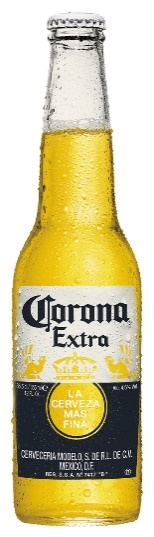 Corona
Extra
LA
CERVEZA
MAS
FINA
CERVECERIA MODELO, S. DE R.L. DE C.V.
MEXICO, D.F.